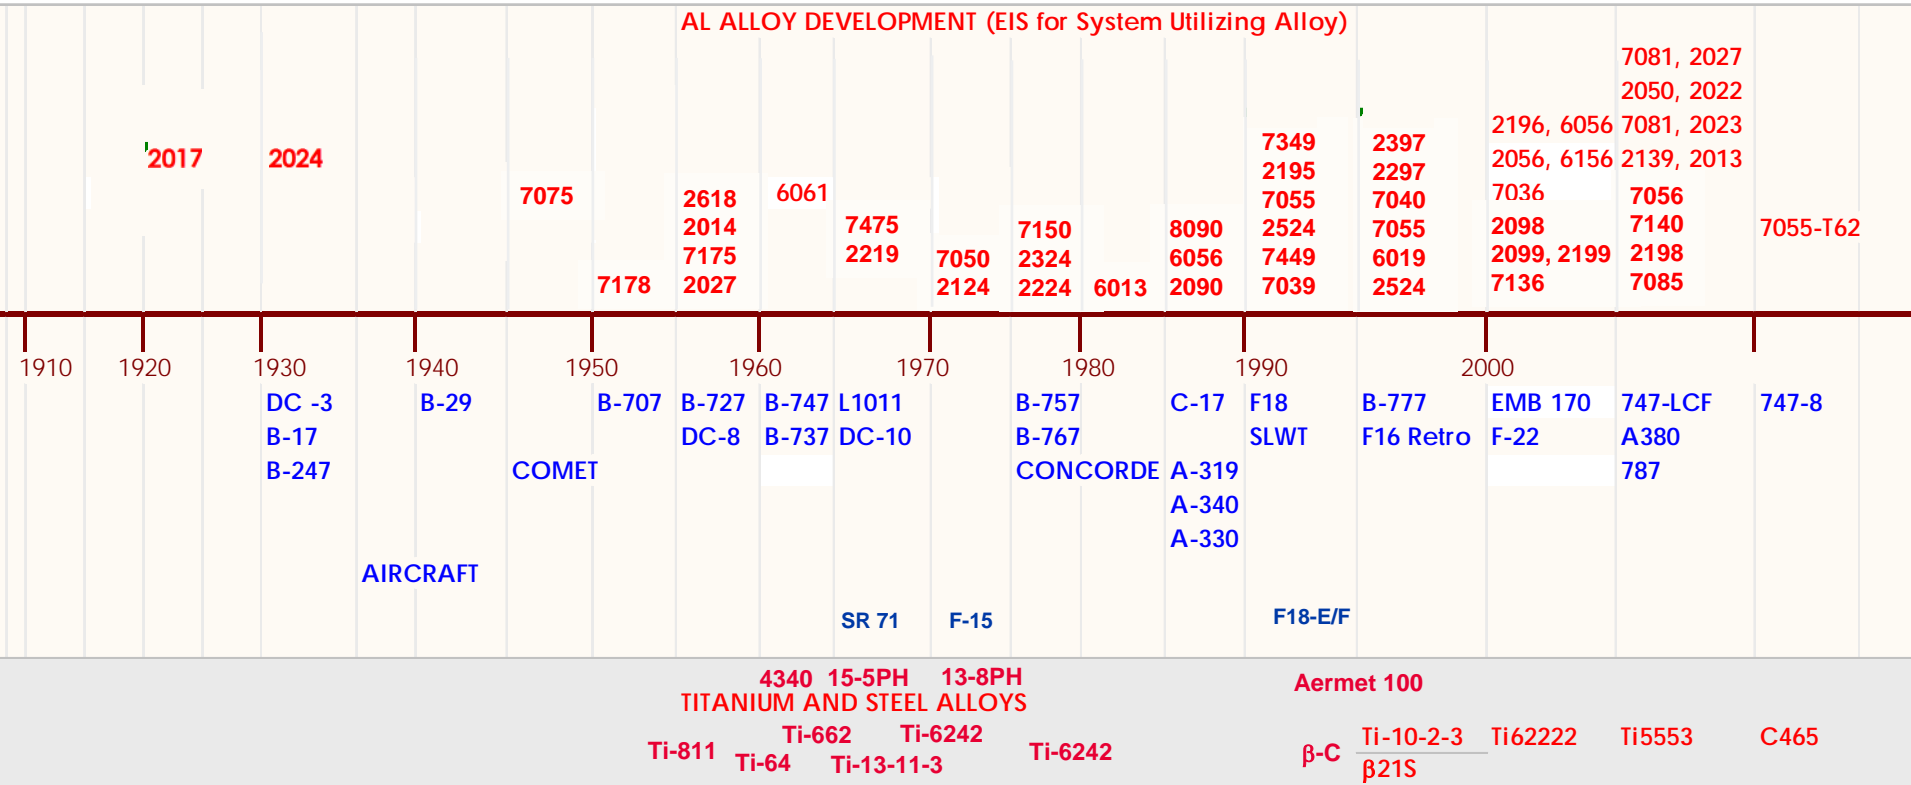 AL ALLOY DEVELOPMENT (EIS for System Utilizing Alloy)
2017
2024
7075
7178
2618
2014
7175
2027
6061
7475
2219
7050
2124
7150
2324
2224
6013
8090
6056
2090
7349
2195
7055
2524
7449
7039
2397
2297
7040
7055
6019
2524
2196, 6056
2056, 6156
7036
2098
2099, 2199
7136
7081, 2027
2050, 2022
7081, 2023
2139, 2013
7056
7140
2198
7085
7055-T62
1910 1920 1930 1940 1950 1960 1970 1980 1990 2000
DC -3
B-17
B-247
B-29
COMET
B-707
B-727
DC-8
B-747
B-737
L1011
DC-10
B-757
B-767
CONCORDE
C-17
A-319
A-340
A-330
F18
SLWT
B-777
F16 Retro
EMB 170
F-22
747-LCF
A380
787
747-8
AIRCRAFT
SR 71
F-15
F18-E/F
4340 15-5PH 13-8PH
Aermet 100
TITANIUM AND STEEL ALLOYS
Ti-811
Ti-64
Ti-662
Ti-13-11-3
Ti-6242
Ti-6242
β-C
Ti-10-2-3
β21S
Ti62222
Ti5553
C465